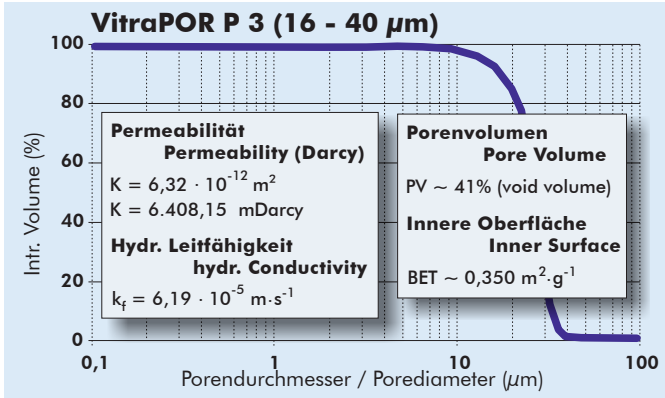 VitraPOR P 3 (16 - 40 µm)
100
80
60
40
20
0
Intr. Volume (%)
Permeabilität
Permeability (Darcy)
K = 6,32 · 10⁻¹² m²
K = 6.408,15 mDarcy
Hydr. Leitfähigkeit
hydr. Conductivity
k_f = 6,19 · 10⁻⁵ m·s⁻¹
Porenvolumen
Pore Volume
PV ~ 41% (void volume)
Innere Oberfläche
Inner Surface
BET ~ 0,350 m²·g⁻¹
0,1
1
10
100
Porendurchmesser / Porediameter (µm)